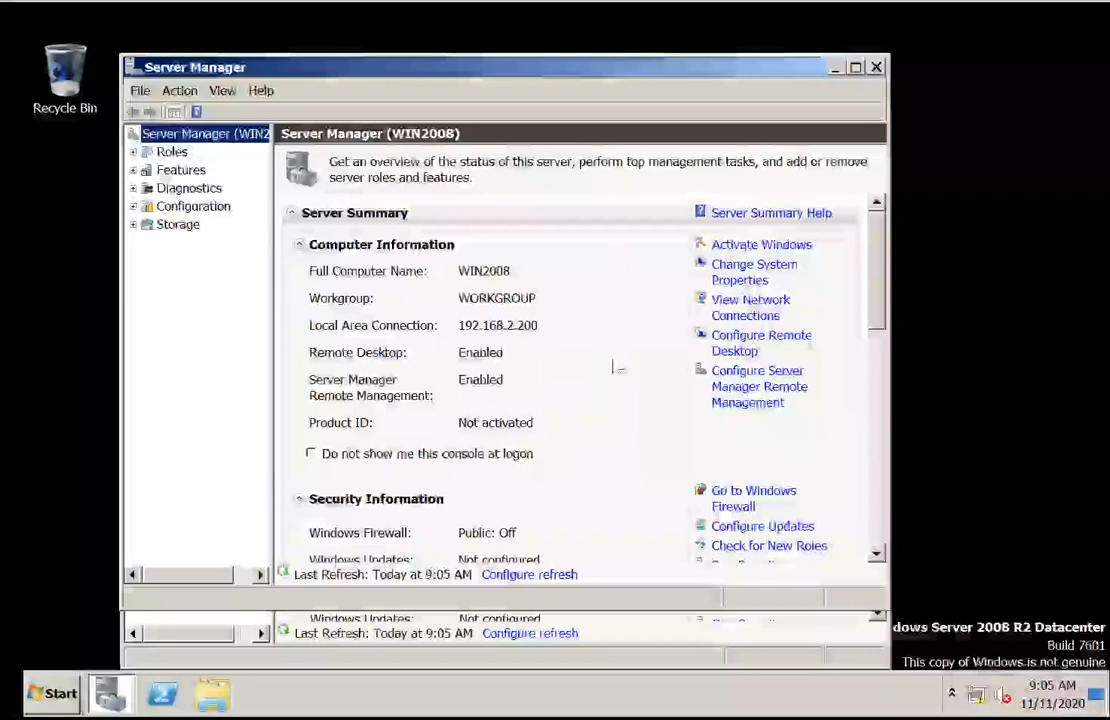 Recycle Bin
Server Manager
File Action View Help
Server Manager (WIN2
Roles
Features
Diagnostics
Configuration
Storage
Server Manager (WIN2008)
Get an overview of the status of this server, perform top management tasks, and add or remove
server roles and features.
Server Summary
Server Summary Help
Computer Information
Full Computer Name: WIN2008
Workgroup: WORKGROUP
Local Area Connection: 192.168.2.200
Remote Desktop: Enabled
Server Manager Enabled
Remote Management:
Product ID: Not activated
Do not show me this console at logon
Activate Windows
Change System
Properties
View Network
Connections
Configure Remote
Desktop
Configure Server
Manager Remote
Management
Security Information
Windows Firewall: Public: Off
Windows Updates: Not configured
Go to Windows
Firewall
Configure Updates
Check for New Roles
Last Refresh: Today at 9:05 AM Configure refresh
Windows Updates: Not configured
Last Refresh: Today at 9:05 AM Configure refresh
dows Server 2008 R2 Datacenter
Build 7601
This copy of Windows is not genuine
Start
9:05 AM
11/11/2020